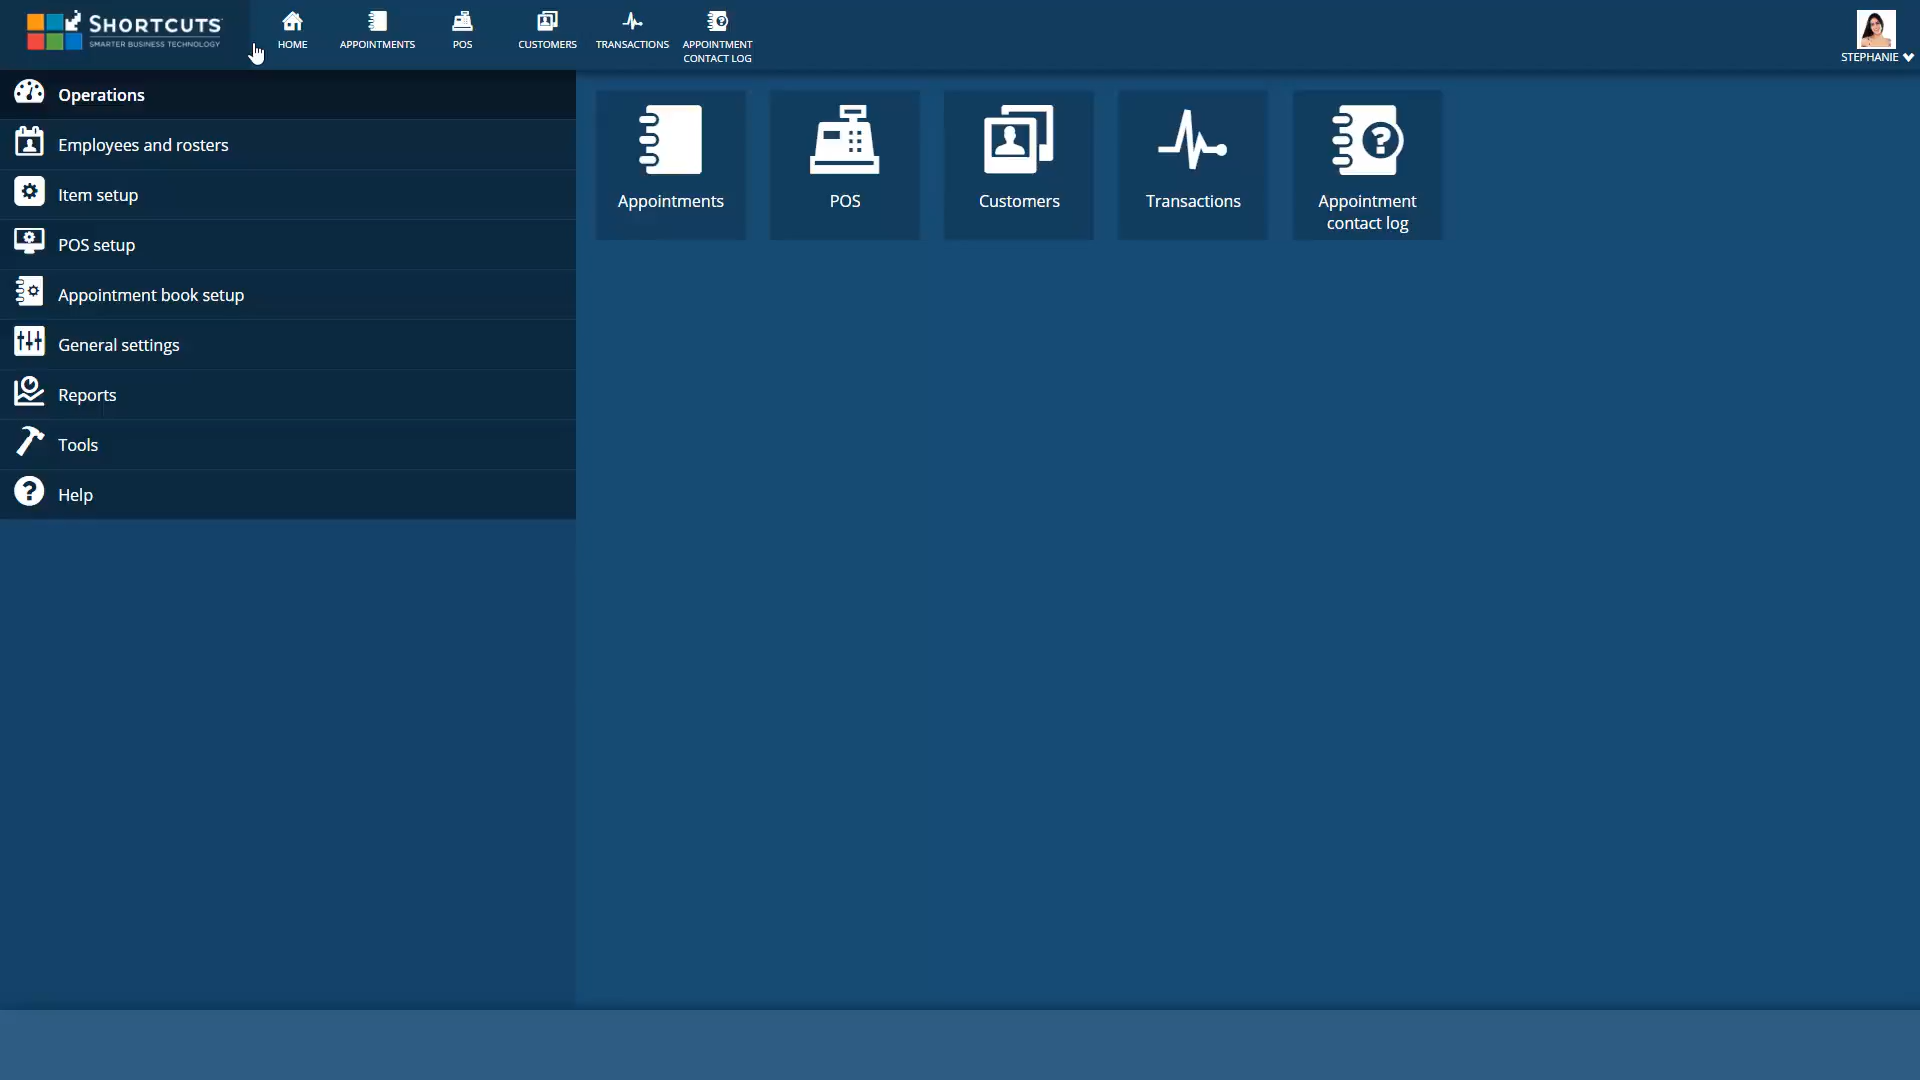 SHORTCUTS
SMARTER BUSINESS TECHNOLOGY
HOME
APPOINTMENTS
POS
CUSTOMERS
TRANSACTIONS
APPOINTMENT
CONTACT LOG
STEPHANIE
Operations
Employees and rosters
Item setup
POS setup
Appointment book setup
General settings
Reports
Tools
Help
Appointments
POS
Customers
Transactions
Appointment
contact log